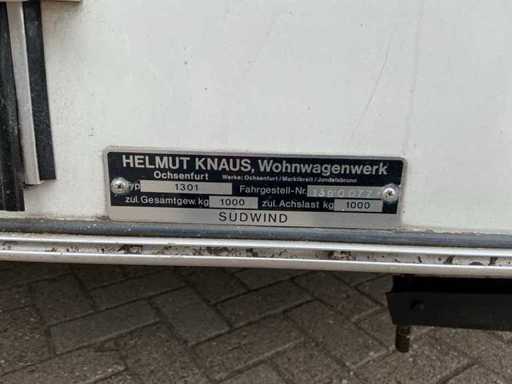 HELMUT KNAUS, Wohnwagenwerk
Ochsenfurt Werke: Ochsenfurt / Marktbreit / Jandelsbrunn
Typ 1301 Fahrgestell-Nr.
zul. Gesamtgew. kg 1000 zul. Achslast kg 1000
SÜDWIND